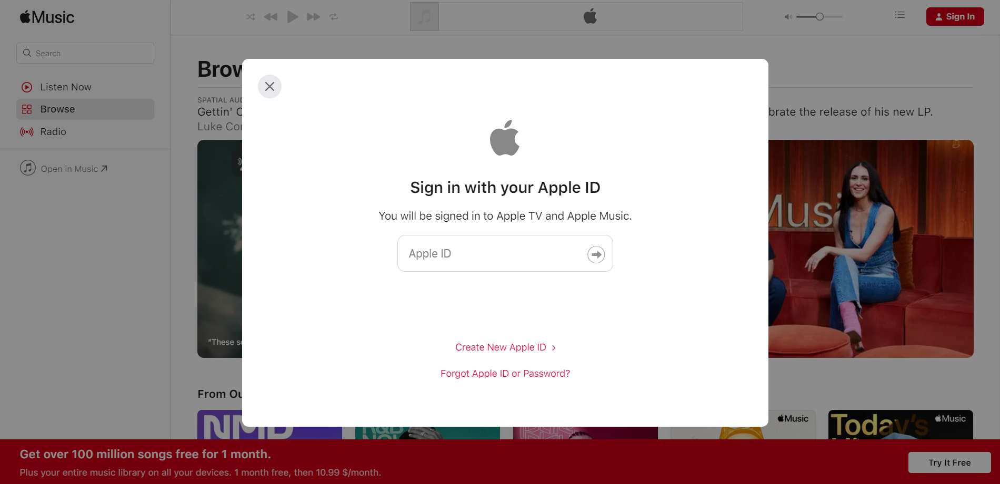 Music
Search
Listen Now
Browse
Radio
Open in Music
Sign In
Brow
SPATIAL AUD
Gettin'
Luke Co
brate the release of his new LP.
Sign in with your Apple ID
You will be signed in to Apple TV and Apple Music.
Apple ID
Create New Apple ID
Forgot Apple ID or Password?
Mus
“These s
From Ou
NMD
R&B
Music
Today's
Music
Get over 100 million songs free for 1 month.
Plus your entire music library on all your devices. 1 month free, then 10.99 $/month.
Try It Free